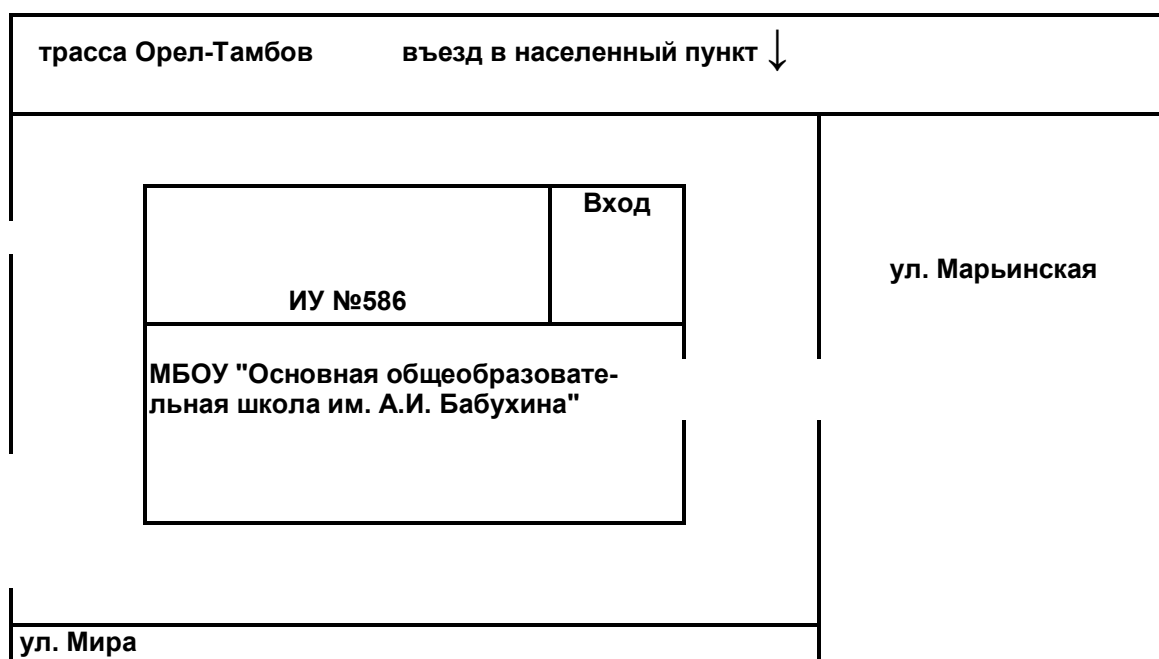 трасса Орел-Тамбов въезд в населенный пункт ↓
Вход
ул. Марьинская
ИУ №586
МБОУ "Основная общеобразовате-
льная школа им. А.И. Бабухина"
ул. Мира